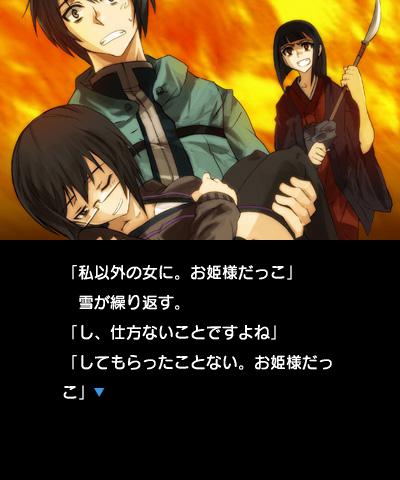 「私以外の女に。お姫様だっこ」
雪が繰り返す。
「し、仕方ないことですよね」
「してもらったことない。お姫様だっ
こ」▼